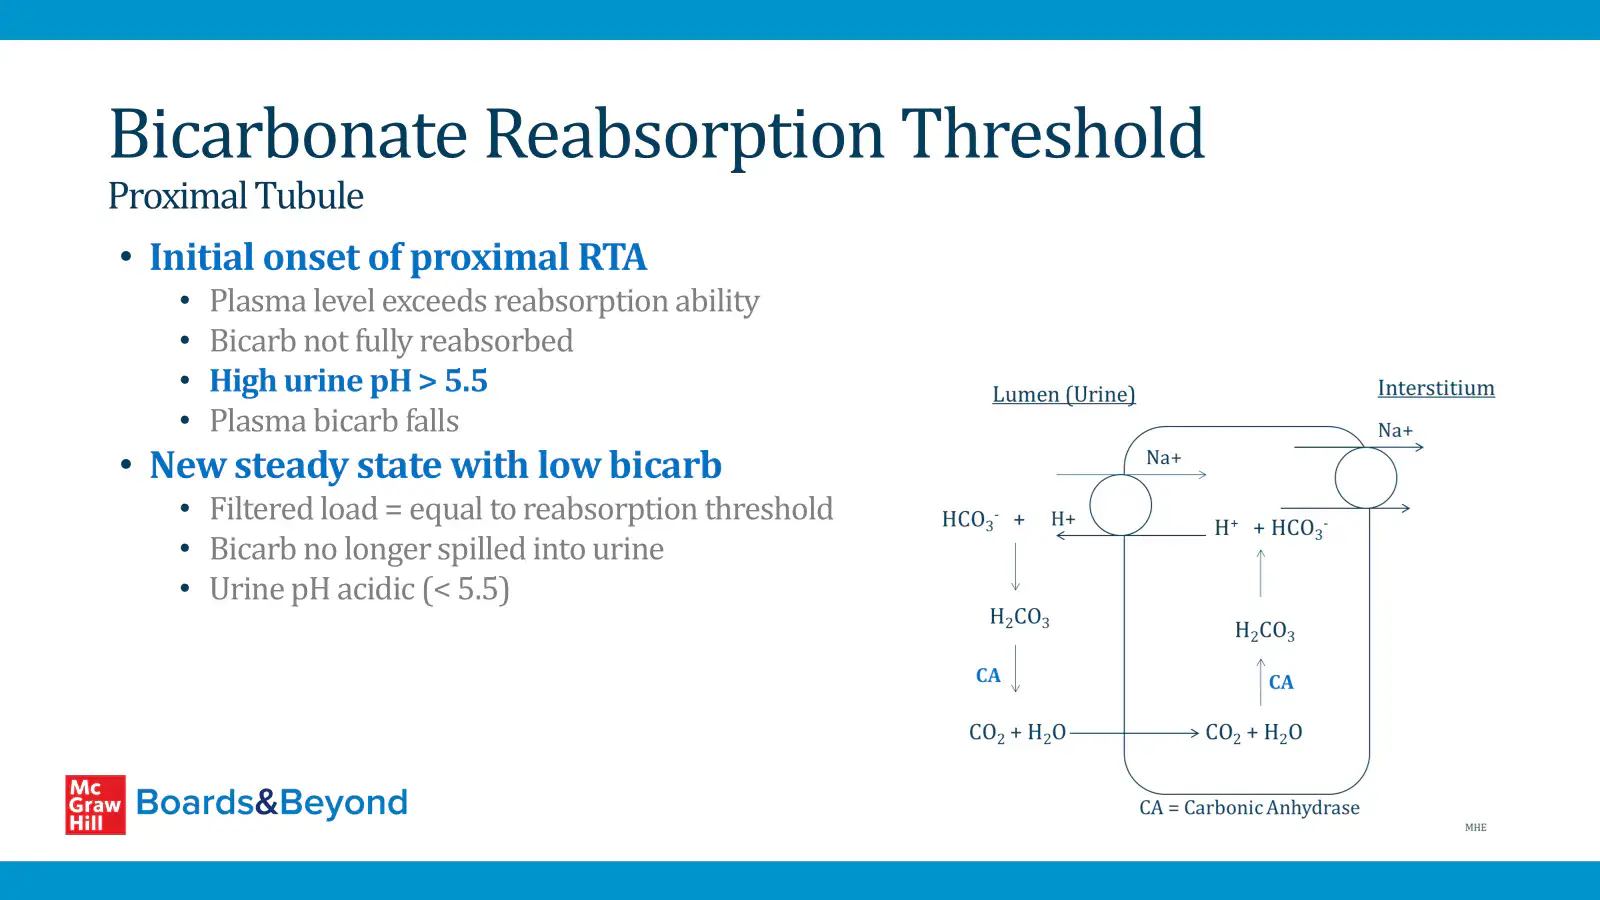 Bicarbonate Reabsorption Threshold
Proximal Tubule
• Initial onset of proximal RTA
• Plasma level exceeds reabsorption ability
• Bicarb not fully reabsorbed
• High urine pH > 5.5
• Plasma bicarb falls
• New steady state with low bicarb
• Filtered load = equal to reabsorption threshold
• Bicarb no longer spilled into urine
• Urine pH acidic (< 5.5)
Lumen (Urine)
Interstitium
Na+
Na+
HCO₃⁻ + H+
H⁺ + HCO₃⁻
H₂CO₃
H₂CO₃
CA
CA
CO₂ + H₂O
CO₂ + H₂O
CA = Carbonic Anhydrase
Mc
Graw
Hill
Boards&Beyond
MHE